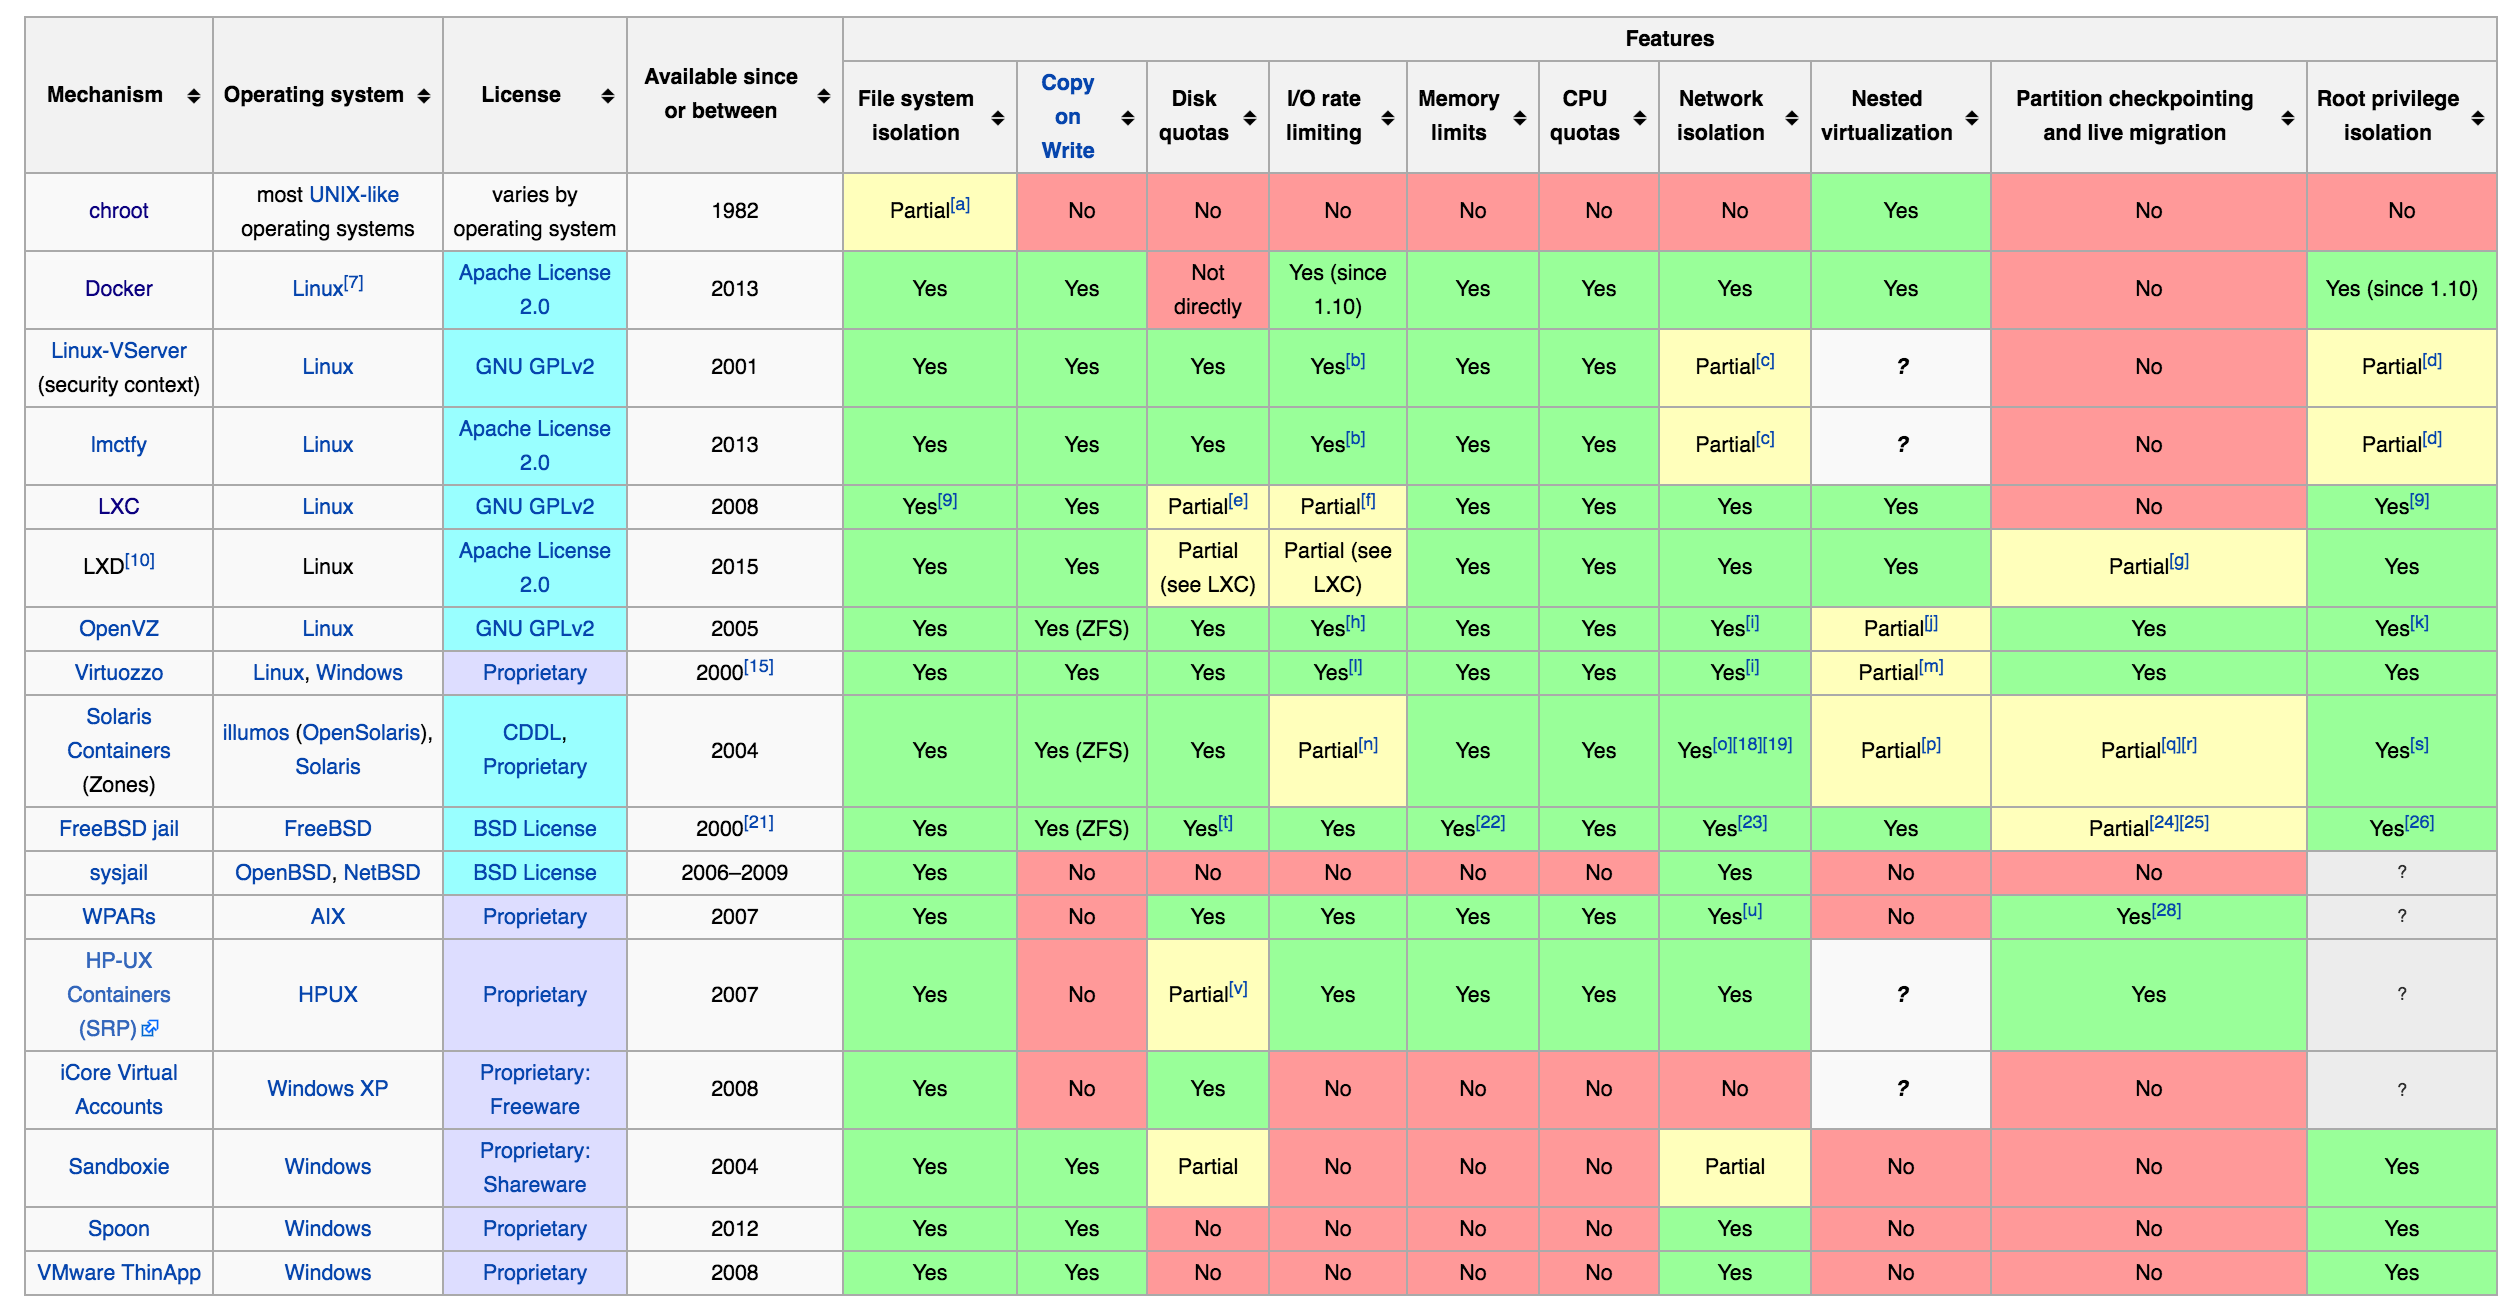 Mechanism Operating system License Available since or between Features
File system isolation Copy on Write Disk quotas I/O rate limiting Memory limits CPU quotas Network isolation Nested virtualization Partition checkpointing and live migration Root privilege isolation
chroot most UNIX-like operating systems varies by operating system 1982 Partial[a] No No No No No No Yes No No
Docker Linux[7] Apache License 2.0 2013 Yes Yes Not directly Yes (since 1.10) Yes Yes Yes Yes No Yes (since 1.10)
Linux-VServer (security context) Linux GNU GPLv2 2001 Yes Yes Yes Yes[b] Yes Yes Partial[c] ? No Partial[d]
lmctfy Linux Apache License 2.0 2013 Yes Yes Yes Yes[b] Yes Yes Partial[c] ? No Partial[d]
LXC Linux GNU GPLv2 2008 Yes[9] Yes Partial[e] Partial[f] Yes Yes Yes Yes No Yes[9]
LXD[10] Linux Apache License 2.0 2015 Yes Yes Partial (see LXC) Partial (see LXC) Yes Yes Yes Yes Partial[g] Yes
OpenVZ Linux GNU GPLv2 2005 Yes Yes (ZFS) Yes Yes[h] Yes Yes Yes[i] Partial[j] Yes Yes[k]
Virtuozzo Linux, Windows Proprietary 2000[15] Yes Yes Yes Yes[l] Yes Yes Yes[i] Partial[m] Yes Yes
Solaris Containers (Zones) illumos (OpenSolaris), Solaris CDDL, Proprietary 2004 Yes Yes (ZFS) Yes Partial[n] Yes Yes Yes[o][18][19] Partial[p] Partial[q][r] Yes[s]
FreeBSD jail FreeBSD BSD License 2000[21] Yes Yes (ZFS) Yes[t] Yes Yes[22] Yes Yes[23] Yes Partial[24][25] Yes[26]
sysjail OpenBSD, NetBSD BSD License 2006–2009 Yes No No No No No Yes No No ?
WPARs AIX Proprietary 2007 Yes No Yes Yes Yes Yes Yes[u] No Yes[28] ?
HP-UX Containers (SRP) HPUX Proprietary 2007 Yes No Partial[v] Yes Yes Yes Yes ? Yes ?
iCore Virtual Accounts Windows XP Proprietary: Freeware 2008 Yes No Yes No No No No ? No ?
Sandboxie Windows Proprietary: Shareware 2004 Yes Yes Partial No No No Partial No No Yes
Spoon Windows Proprietary 2012 Yes Yes No No No No Yes No No Yes
VMware ThinApp Windows Proprietary 2008 Yes Yes No No No No Yes No No Yes